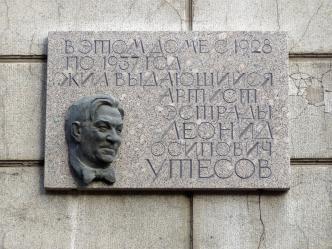 В ЭТОМ ДОМЕ С 1928
ПО 1937 ГОД
ЖИЛ ВЫДАЮЩИЙСЯ
АРТИСТ
ЭСТРАДЫ
ЛЕОНИД
ОСИПОВИЧ
УТЕСОВ